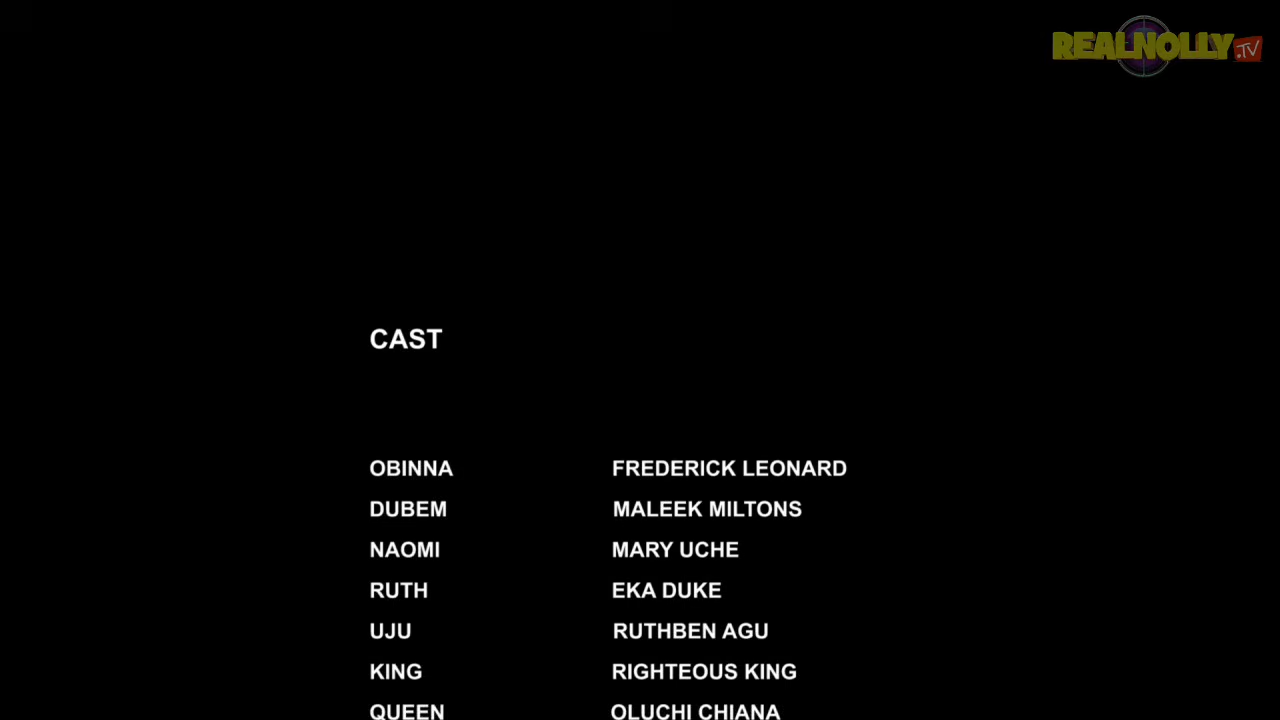 REALNOLLY.TV
CAST
OBINNA FREDERICK LEONARD
DUBEM MALEEK MILTONS
NAOMI MARY UCHE
RUTH EKA DUKE
UJU RUTHBEN AGU
KING RIGHTEOUS KING
QUEEN OLUCHI CHIANA